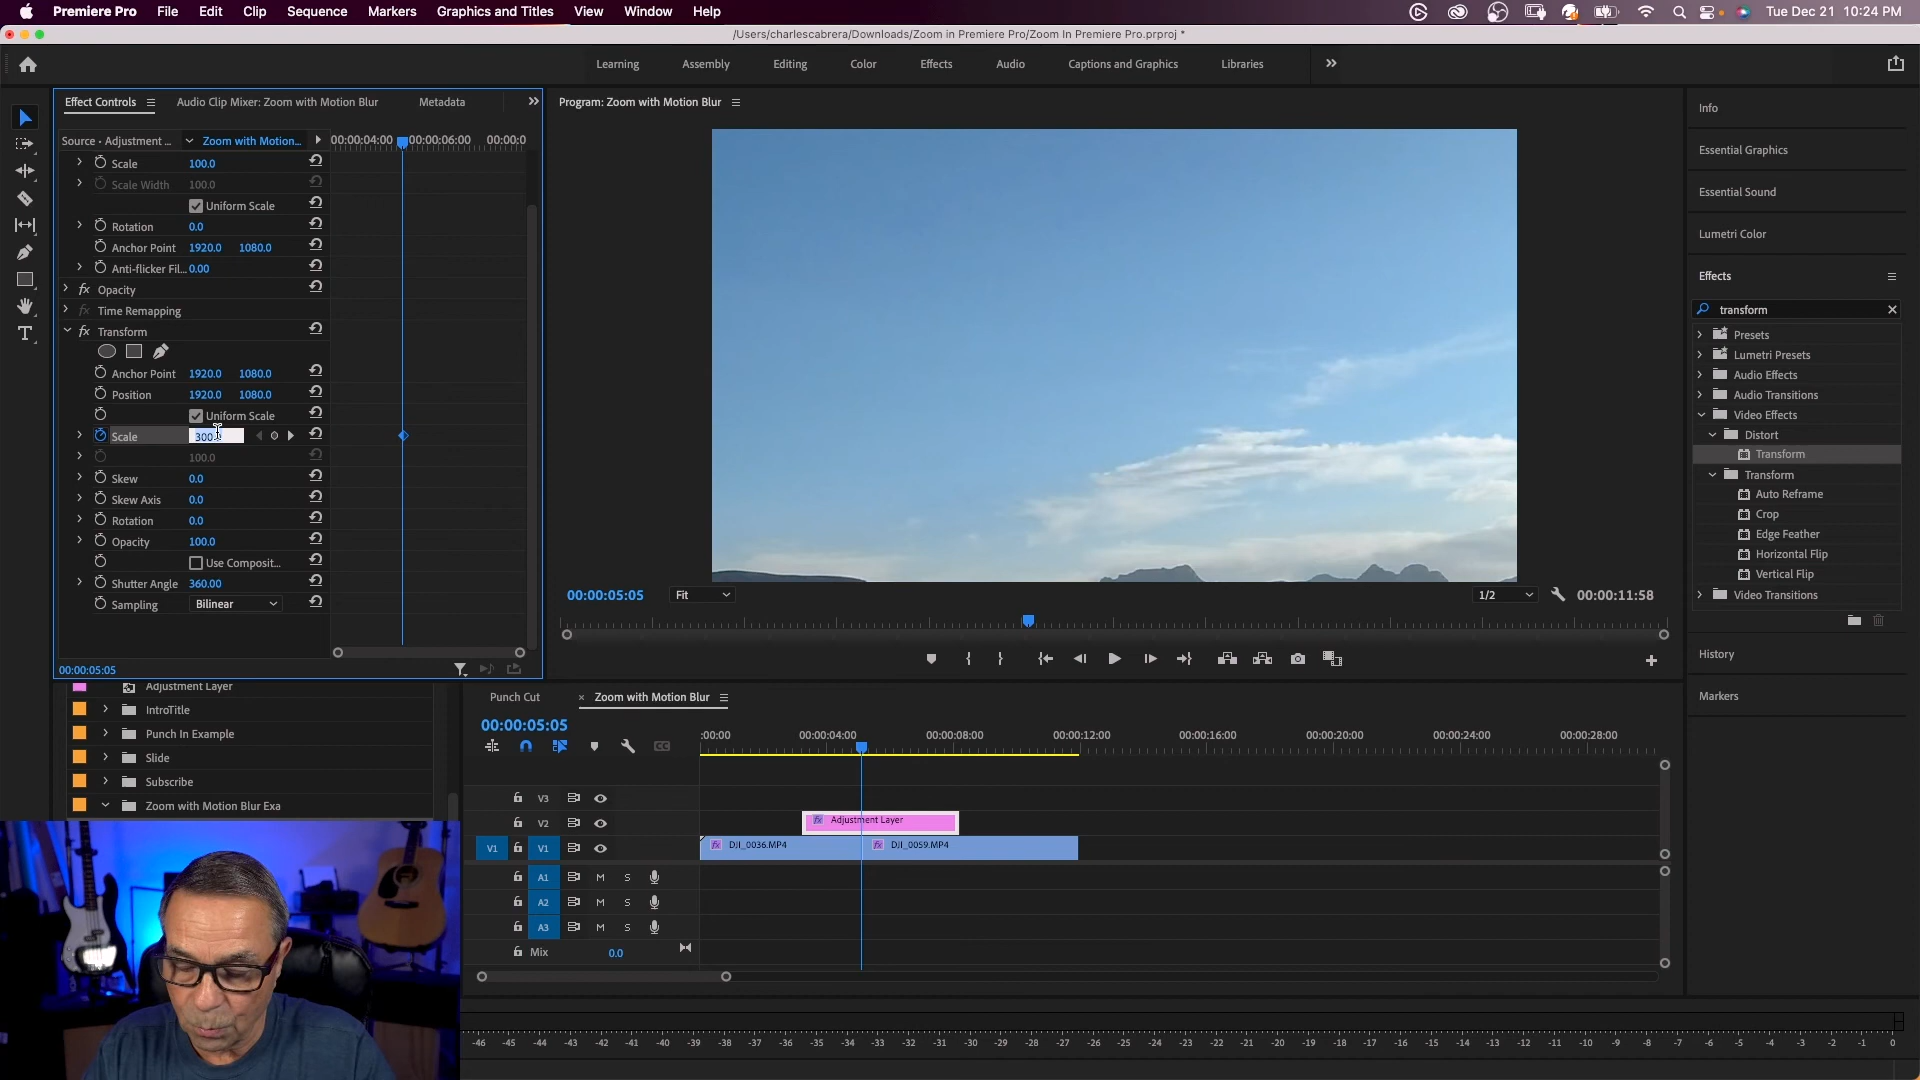 Premiere Pro File Edit Clip Sequence Markers Graphics and Titles View Window Help Tue Dec 21 10:24 PM
/Users/charlescabrera/Downloads/Zoom in Premiere Pro/Zoom In Premiere Pro.prproj *
Learning Assembly Editing Color Effects Audio Captions and Graphics Libraries
Effect Controls Audio Clip Mixer: Zoom with Motion Blur Metadata
Source • Adjustment ... Zoom with Motion... 00:00:04:00 00:00:06:00 00:00:0
Scale 100.0
Scale Width 100.0
Uniform Scale
Rotation 0.0
Anchor Point 1920.0 1080.0
Anti-flicker Fil... 0.00
fx Opacity
fx Time Remapping
fx Transform
Anchor Point 1920.0 1080.0
Position 1920.0 1080.0
Uniform Scale
Scale 300.
100.0
Skew 0.0
Skew Axis 0.0
Rotation 0.0
Opacity 100.0
Use Composit...
Shutter Angle 360.00
Sampling Bilinear
00:00:05:05
Program: Zoom with Motion Blur
00:00:05:05 Fit 1/2 00:00:11:58
Info
Essential Graphics
Essential Sound
Lumetri Color
Effects
transform
Presets
Lumetri Presets
Audio Effects
Audio Transitions
Video Effects
Distort
Transform
Transform
Auto Reframe
Crop
Edge Feather
Horizontal Flip
Vertical Flip
Video Transitions
History
Markers
Adjustment Layer
IntroTitle
Punch In Example
Slide
Subscribe
Zoom with Motion Blur Exa
Punch Cut × Zoom with Motion Blur
00:00:05:05
:00:00 00:00:04:00 00:00:08:00 00:00:12:00 00:00:16:00 00:00:20:00 00:00:24:00 00:00:28:00
V3
V2 fx Adjustment Layer
V1 V1 fx DJI_0036.MP4 fx DJI_0059.MP4
A1 M S
A2 M S
A3 M S
Mix 0.0
-46 -45 -44 -43 -42 -41 -40 -39 -38 -37 -36 -35 -34 -33 -32 -31 -30 -29 -28 -27 -26 -25 -24 -23 -22 -21 -20 -19 -18 -17 -16 -15 -14 -13 -12 -11 -10 -9 -8 -7 -6 -5 -4 -3 -2 -1 0